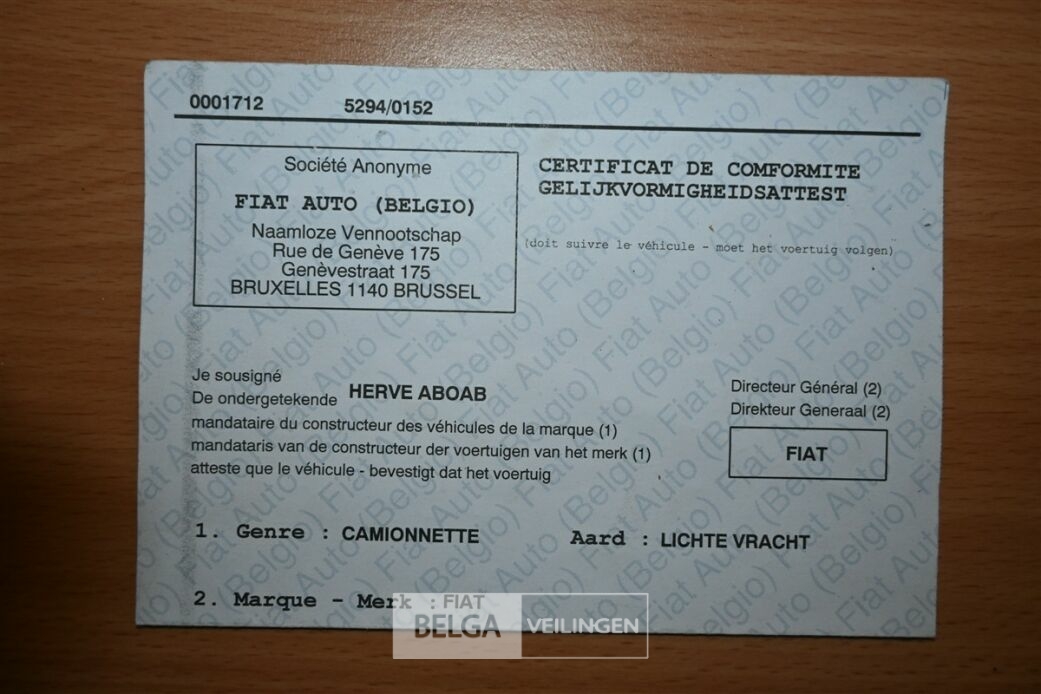 0001712 5294/0152
Société Anonyme
FIAT AUTO (BELGIO)
Naamloze Vennootschap
Rue de Genève 175
Genèvestraat 175
BRUXELLES 1140 BRUSSEL
CERTIFICAT DE COMFORMITE
GELIJKVORMIGHEIDSATTEST
(doit suivre le véhicule - moet het voertuig volgen)
Je sousigné
De ondergetekende HERVE ABOAB
mandataire du constructeur des véhicules de la marque (1)
mandataris van de constructeur der voertuigen van het merk (1)
atteste que le véhicule - bevestigt dat het voertuig
Directeur Général (2)
Direkteur Generaal (2)
FIAT
1. Genre : CAMIONNETTE Aard : LICHTE VRACHT
2. Marque - Merk : FIAT
BELGA VEILINGEN